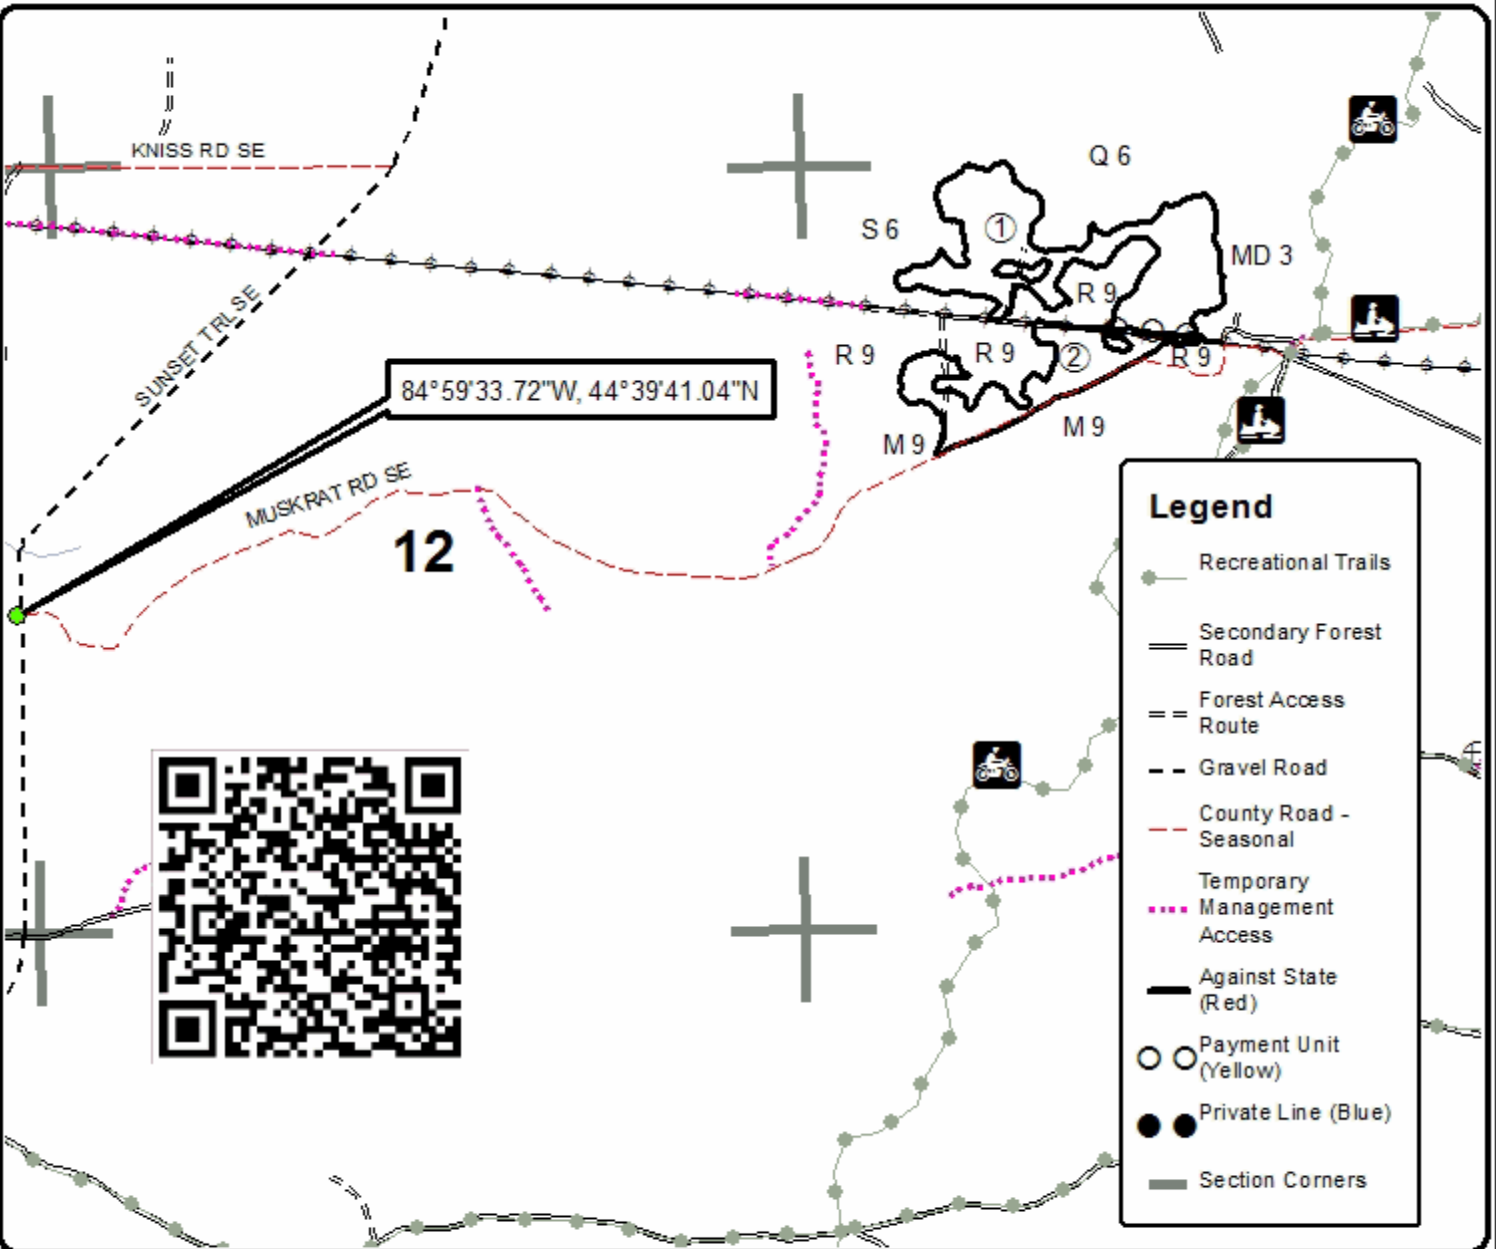 KNISS RD SE
Q 6
S 6
1
MD 3
R 9
SUNSET TRL SE
R 9
R 9
2
R 9
84°59'33.72"W, 44°39'41.04"N
M 9
M 9
MUSKRAT RD SE
12
Legend
Recreational Trails
Secondary Forest
Road
Forest Access
Route
Gravel Road
County Road -
Seasonal
Temporary
Management
Access
Against State
(Red)
Payment Unit
(Yellow)
Private Line (Blue)
Section Corners